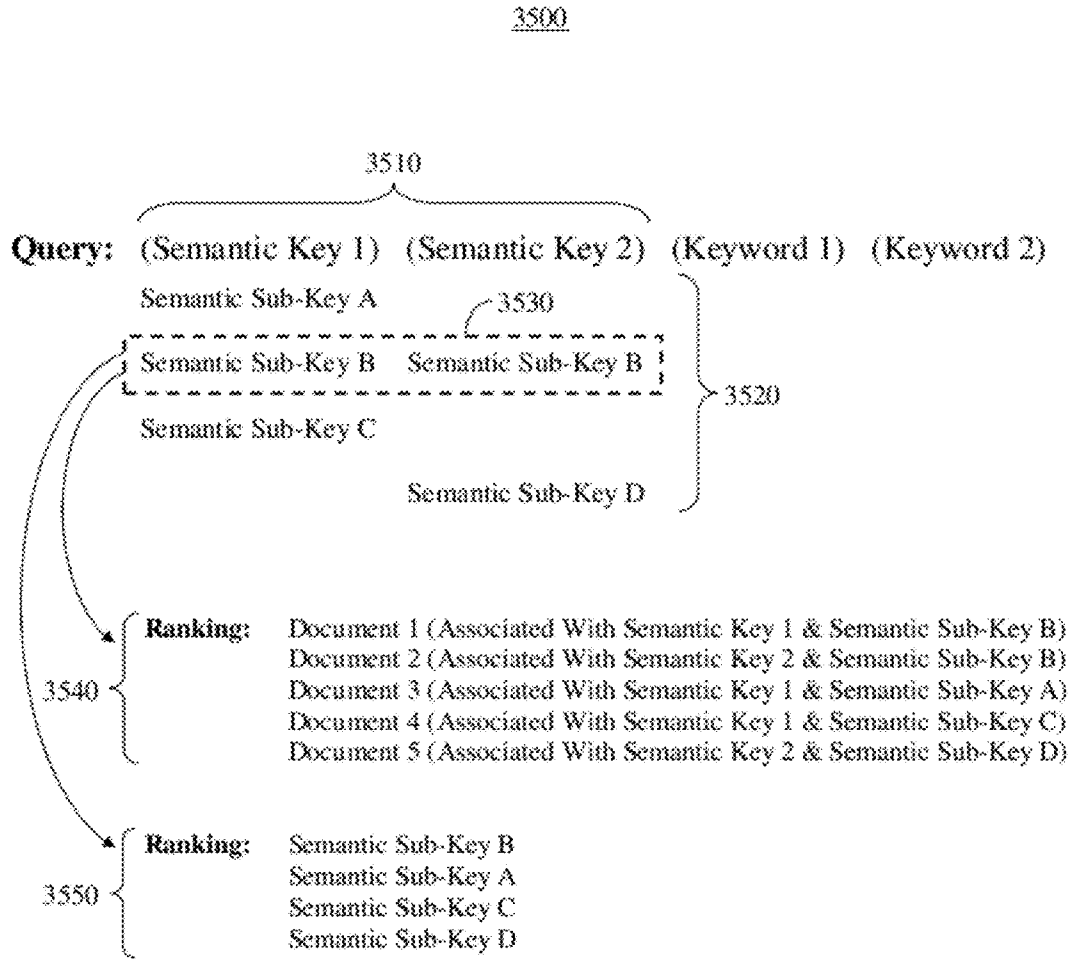 3500
3510
Query: (Semantic Key 1) (Semantic Key 2) (Keyword 1) (Keyword 2)
Semantic Sub-Key A
3530
Semantic Sub-Key B Semantic Sub-Key B
3520
Semantic Sub-Key C
Semantic Sub-Key D
Ranking: Document 1 (Associated With Semantic Key 1 & Semantic Sub-Key B)
Document 2 (Associated With Semantic Key 2 & Semantic Sub-Key B)
3540 Document 3 (Associated With Semantic Key 1 & Semantic Sub-Key A)
Document 4 (Associated With Semantic Key 1 & Semantic Sub-Key C)
Document 5 (Associated With Semantic Key 2 & Semantic Sub-Key D)
Ranking: Semantic Sub-Key B
Semantic Sub-Key A
3550
Semantic Sub-Key C
Semantic Sub-Key D